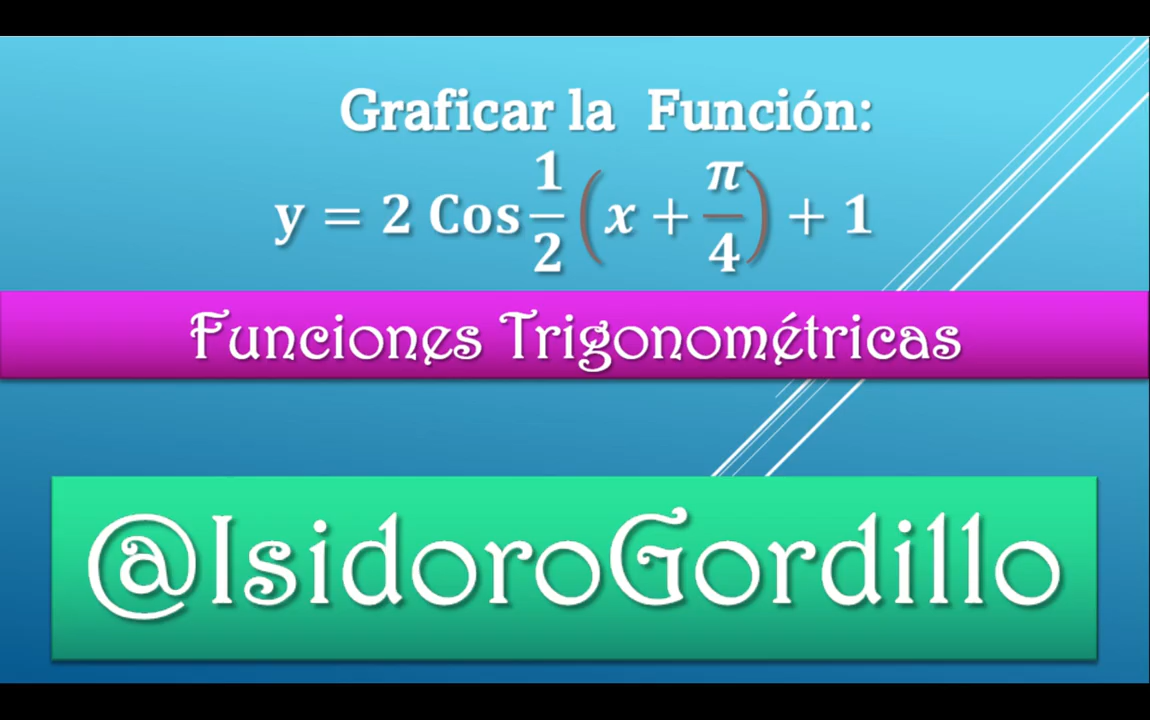 Graficar la Función:
y = 2 Cos 1/2 (x + π/4) + 1
Funciones Trigonométricas
@IsidoroGordillo